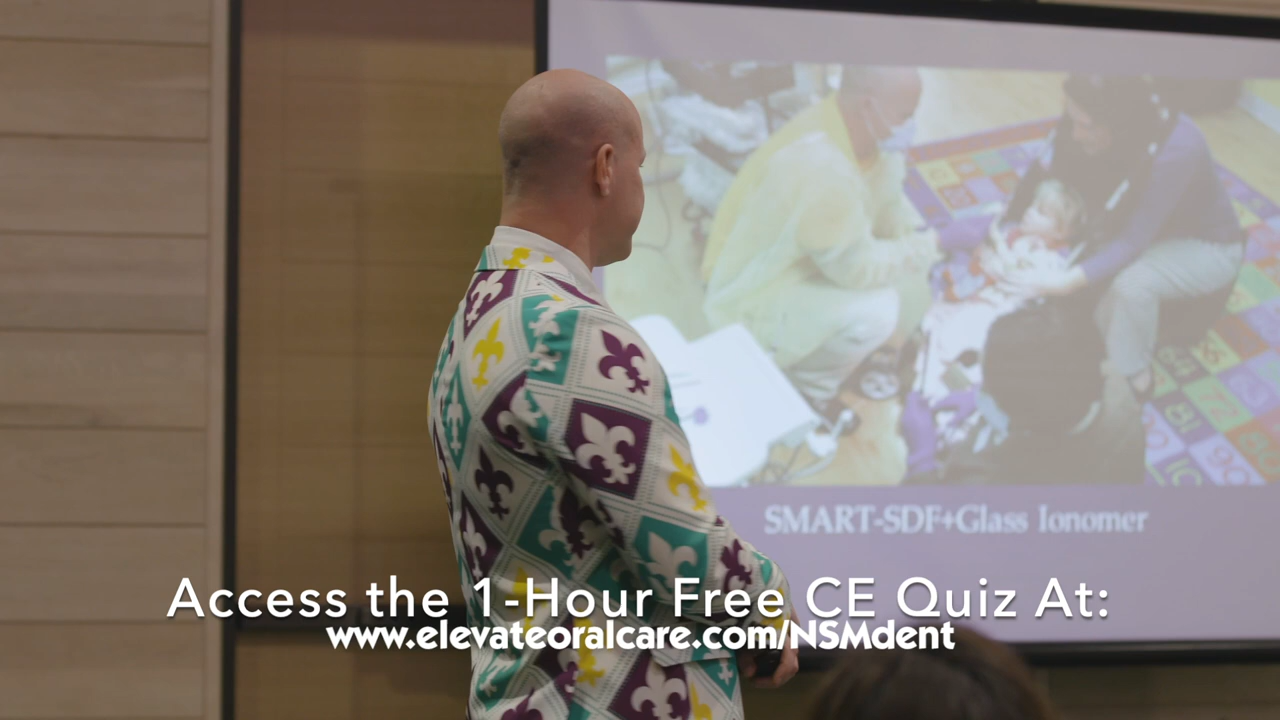 SMART-SDF+Glass Ionomer
Access the 1-Hour Free CE Quiz At:
www.elevateoralcare.com/NSMdent